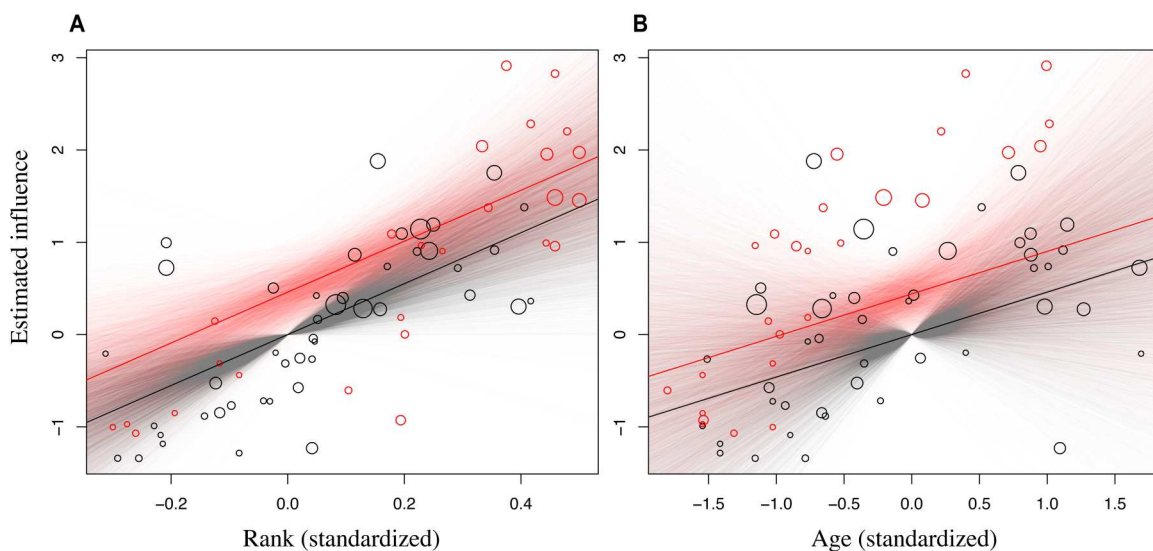 A
B
Estimated influence
3
2
1
0
−1
−0.2 0.0 0.2 0.4
Rank (standardized)
3
2
1
0
−1
−1.5 −1.0 −0.5 0.0 0.5 1.0 1.5
Age (standardized)